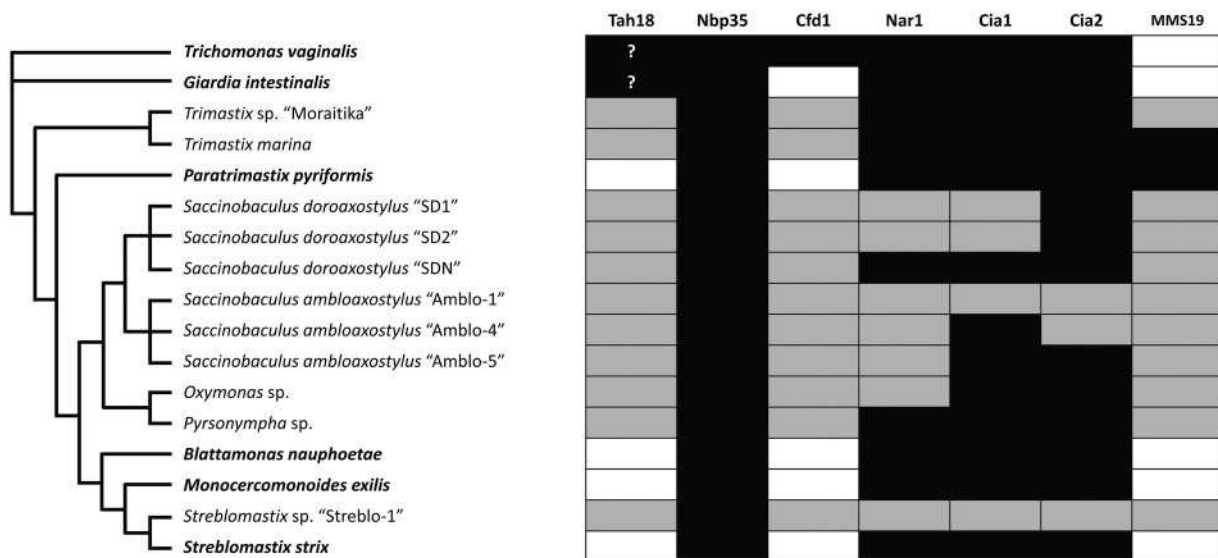 Tah18 Nbp35 Cfd1 Nar1 Cia1 Cia2 MMS19
Trichomonas vaginalis ?
Giardia intestinalis ?
Trimastix sp. “Moraitika”
Trimastix marina
Paratrimastix pyriformis
Saccinobaculus doroaxostylus “SD1”
Saccinobaculus doroaxostylus “SD2”
Saccinobaculus doroaxostylus “SDN”
Saccinobaculus ambloaxostylus “Amblo-1”
Saccinobaculus ambloaxostylus “Amblo-4”
Saccinobaculus ambloaxostylus “Amblo-5”
Oxymonas sp.
Pyrsonympha sp.
Blattamonas nauphoetae
Monocercomonoides exilis
Streblomastix sp. “Streblo-1”
Streblomastix strix